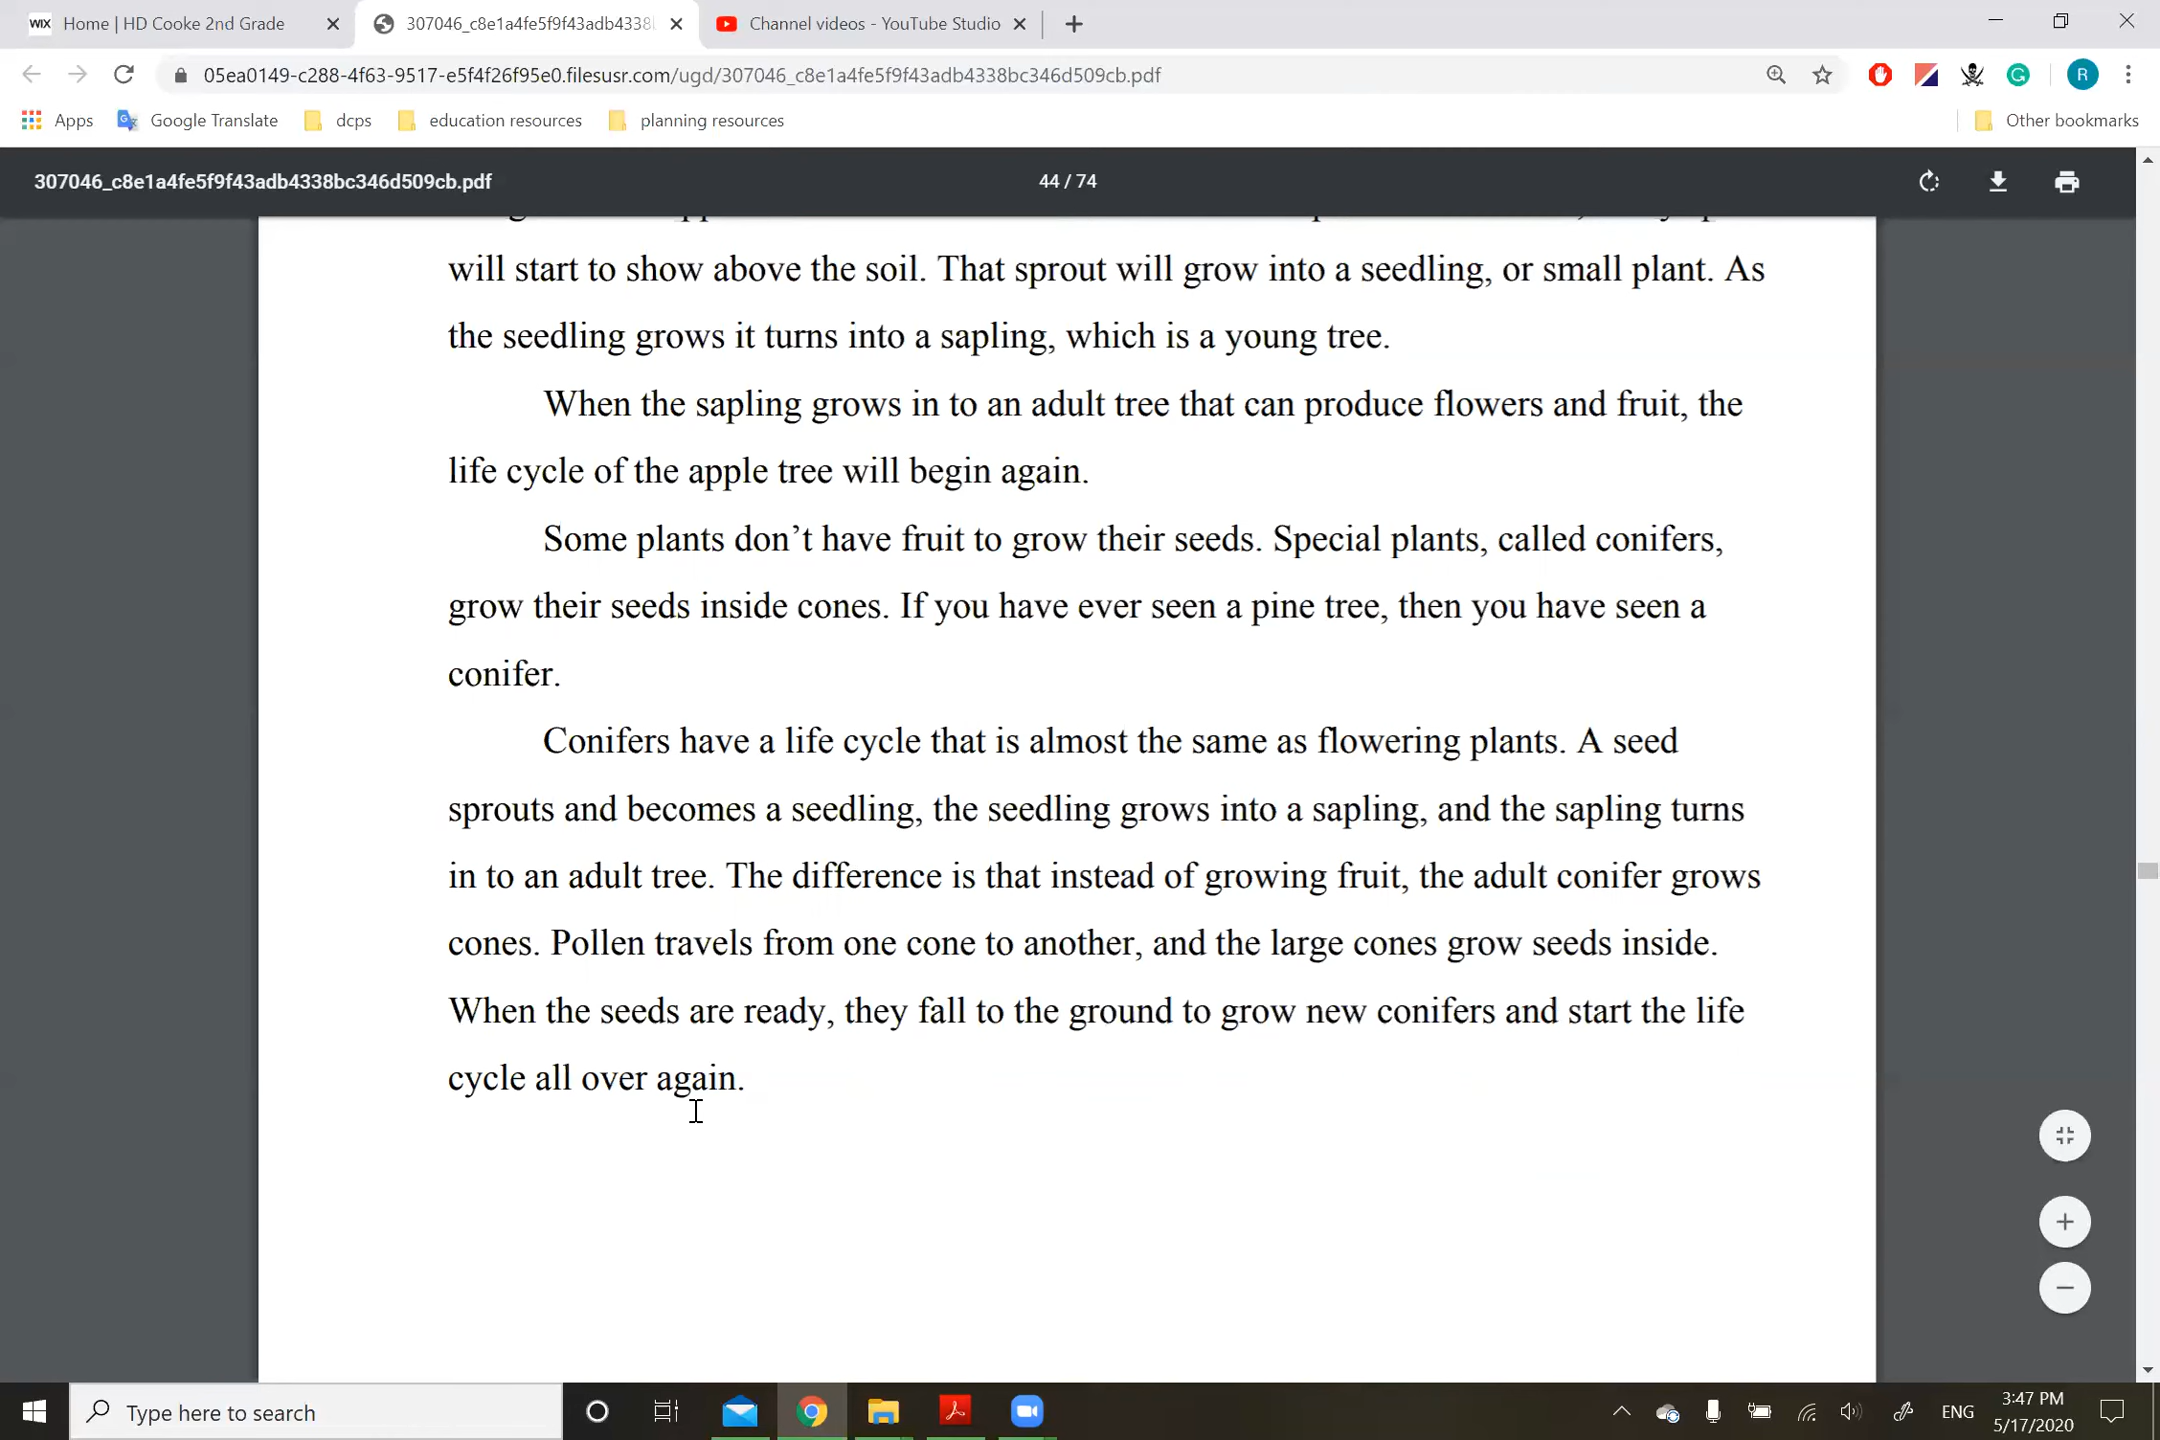 WIX Home | HD Cooke 2nd Grade
307046_c8e1a4fe5f9f43adb4338
Channel videos - YouTube Studio
05ea0149-c288-4f63-9517-e5f4f26f95e0.filesusr.com/ugd/307046_c8e1a4fe5f9f43adb4338bc346d509cb.pdf
R
Apps Google Translate dcps education resources planning resources Other bookmarks
307046_c8e1a4fe5f9f43adb4338bc346d509cb.pdf 44 / 74
will start to show above the soil. That sprout will grow into a seedling, or small plant. As
the seedling grows it turns into a sapling, which is a young tree.
When the sapling grows in to an adult tree that can produce flowers and fruit, the
life cycle of the apple tree will begin again.
Some plants don’t have fruit to grow their seeds. Special plants, called conifers,
grow their seeds inside cones. If you have ever seen a pine tree, then you have seen a
conifer.
Conifers have a life cycle that is almost the same as flowering plants. A seed
sprouts and becomes a seedling, the seedling grows into a sapling, and the sapling turns
in to an adult tree. The difference is that instead of growing fruit, the adult conifer grows
cones. Pollen travels from one cone to another, and the large cones grow seeds inside.
When the seeds are ready, they fall to the ground to grow new conifers and start the life
cycle all over again.
Type here to search
ENG
3:47 PM
5/17/2020